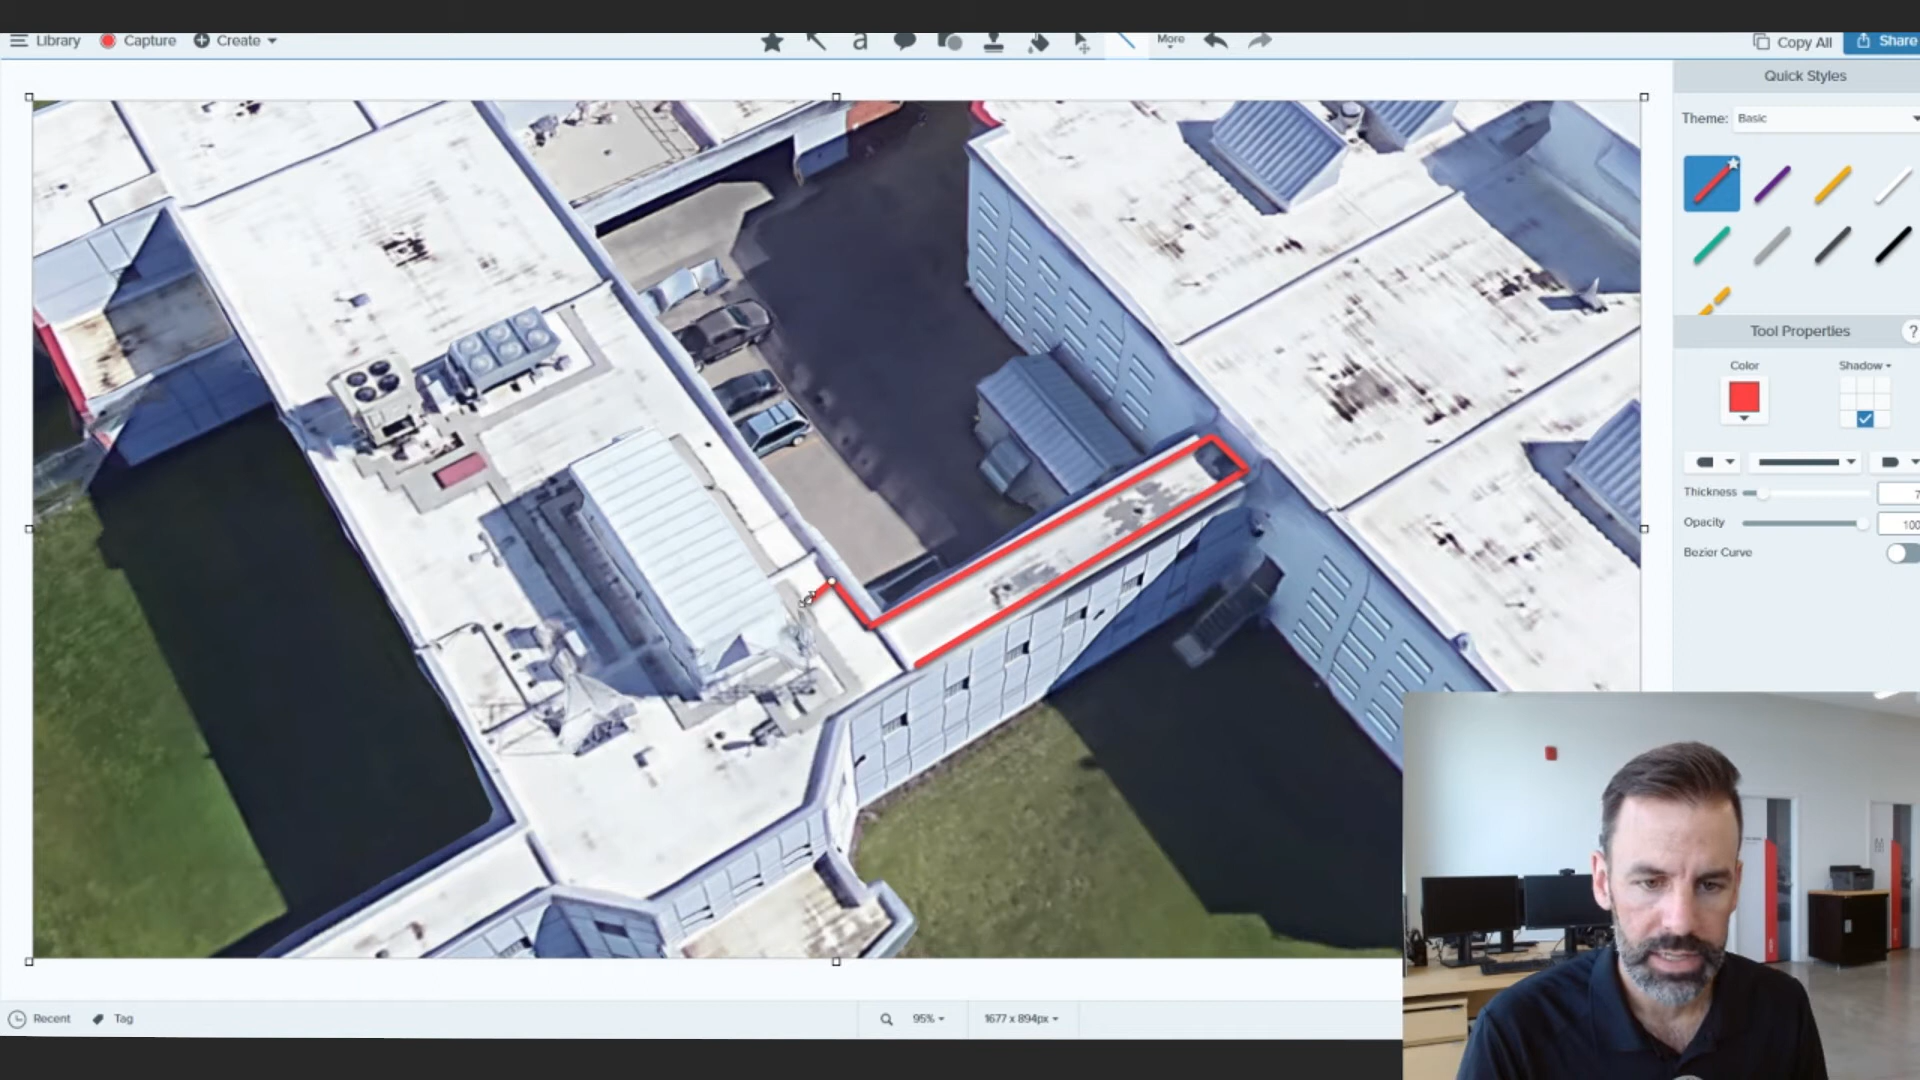 Library Capture Create a More Copy All Share
Quick Styles
Theme: Basic
Tool Properties ?
Color Shadow
Thickness 7
Opacity 100
Bezier Curve
Recent Tag 95% 1677 x 894px